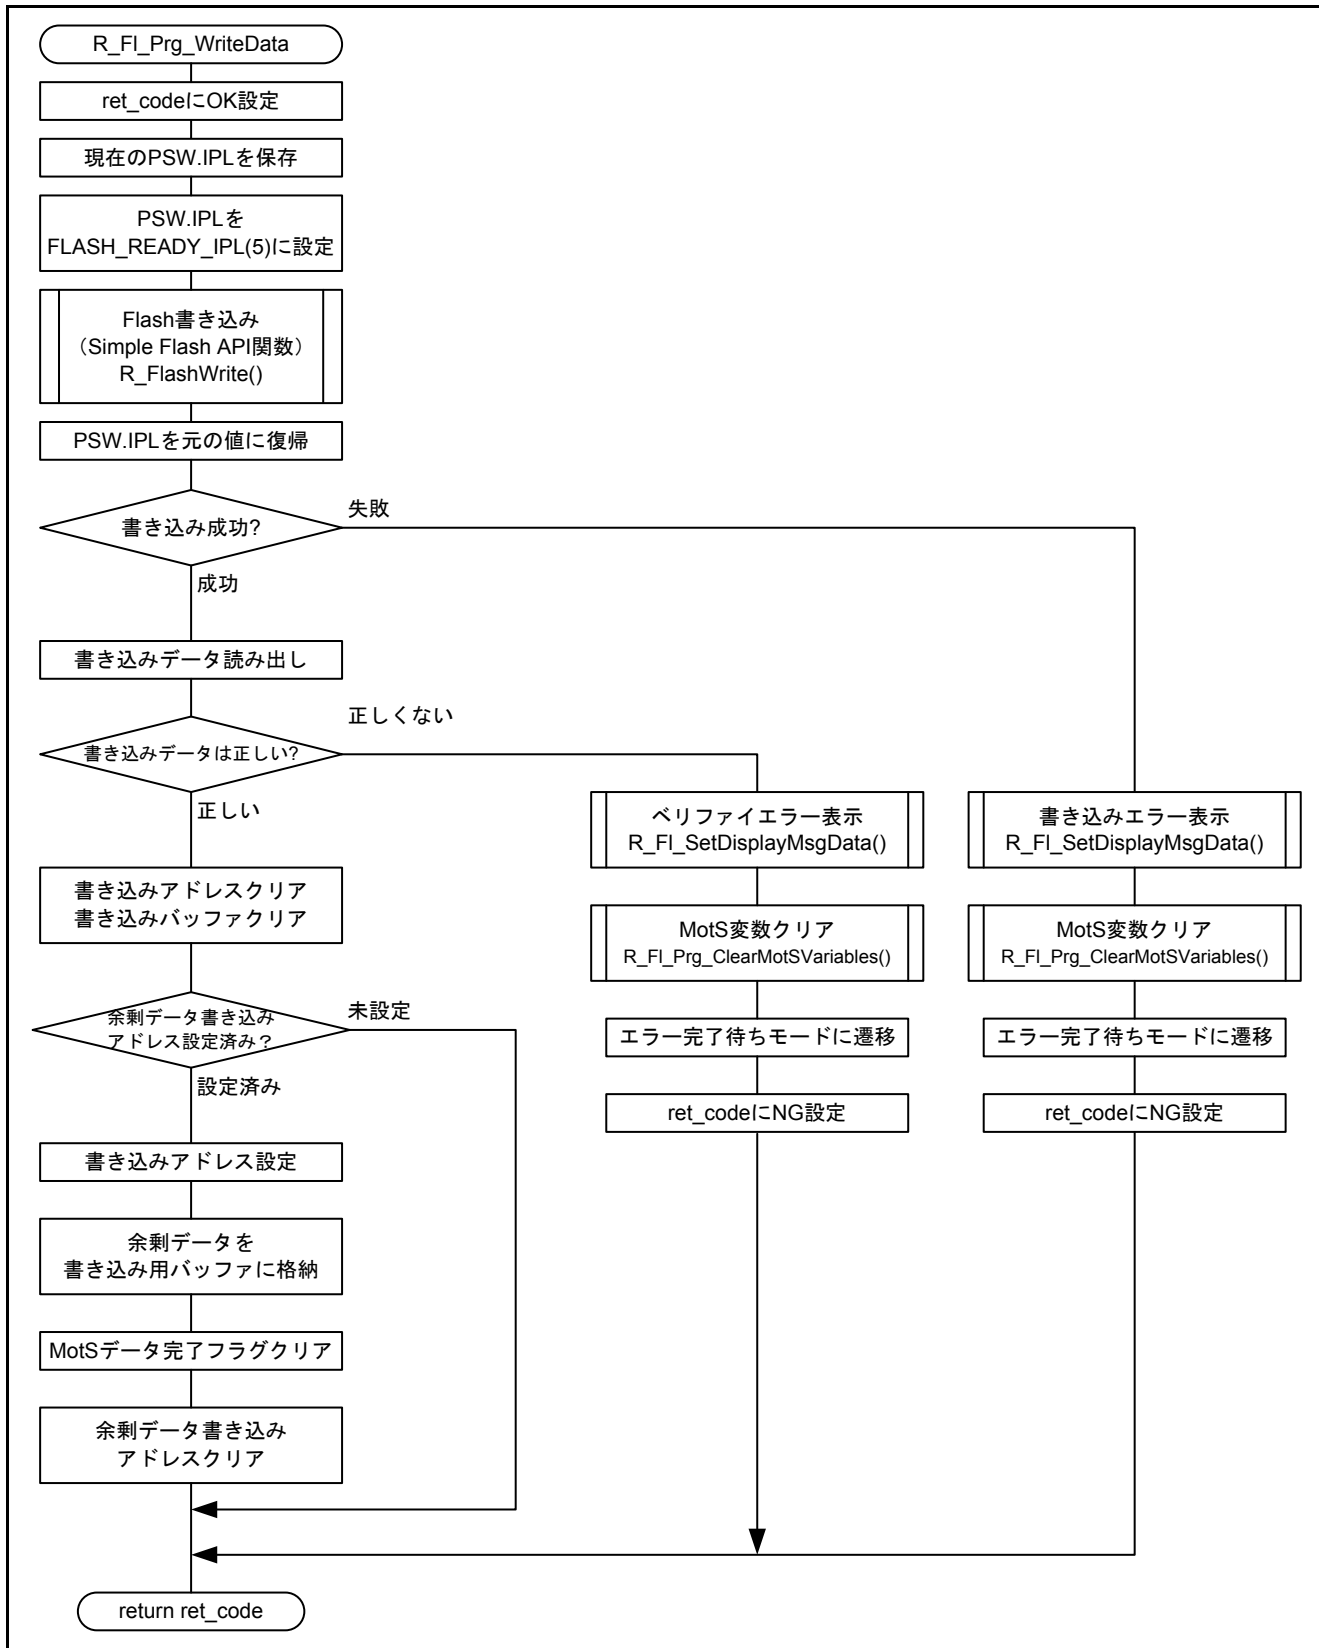 R_Fl_Prg_WriteData
ret_codeにOK設定
現在のPSW.IPLを保存
PSW.IPLを
FLASH_READY_IPL(5)に設定
Flash書き込み
（Simple Flash API関数）
R_FlashWrite()
PSW.IPLを元の値に復帰
書き込み成功?
失敗
成功
書き込みデータ読み出し
書き込みデータは正しい?
正しくない
正しい
書き込みアドレスクリア
書き込みバッファクリア
余剰データ書き込み
アドレス設定済み？
未設定
設定済み
書き込みアドレス設定
余剰データを
書き込み用バッファに格納
MotSデータ完了フラグクリア
余剰データ書き込み
アドレスクリア
ベリファイエラー表示
R_Fl_SetDisplayMsgData()
MotS変数クリア
R_Fl_Prg_ClearMotSVariables()
エラー完了待ちモードに遷移
ret_codeにNG設定
書き込みエラー表示
R_Fl_SetDisplayMsgData()
MotS変数クリア
R_Fl_Prg_ClearMotSVariables()
エラー完了待ちモードに遷移
ret_codeにNG設定
return ret_code